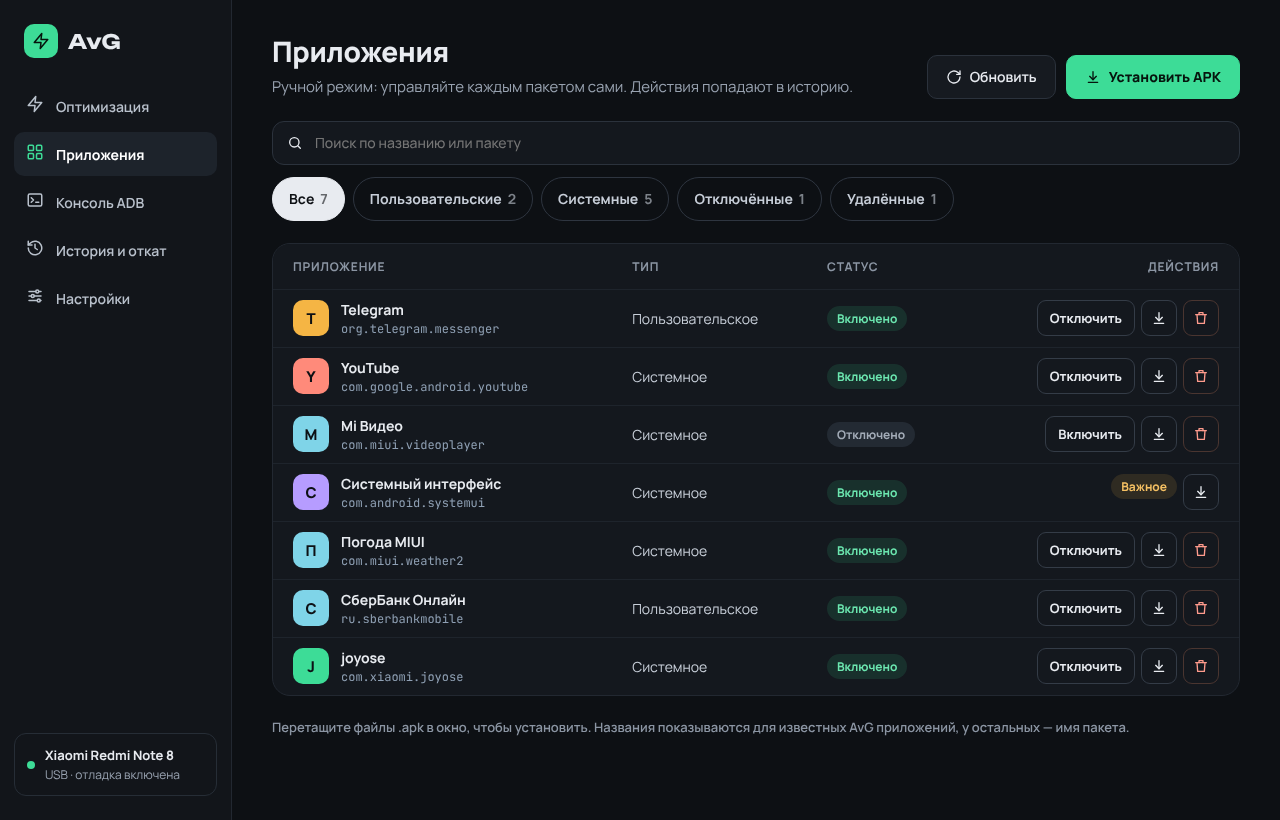 AvG
Оптимизация
Приложения
Консоль ADB
История и откат
Настройки
Xiaomi Redmi Note 8
USB · отладка включена
Приложения
Ручной режим: управляйте каждым пакетом сами. Действия попадают в историю.
Обновить
Установить APK
Поиск по названию или пакету
Все 7
Пользовательские 2
Системные 5
Отключённые 1
Удалённые 1
ПРИЛОЖЕНИЕ ТИП СТАТУС ДЕЙСТВИЯ
T Telegram
org.telegram.messenger
Пользовательское Включено Отключить
Y YouTube
com.google.android.youtube
Системное Включено Отключить
M Mi Видео
com.miui.videoplayer
Системное Отключено Включить
С Системный интерфейс
com.android.systemui
Системное Включено Важное
П Погода MIUI
com.miui.weather2
Системное Включено Отключить
С СберБанк Онлайн
ru.sberbankmobile
Пользовательское Включено Отключить
J joyose
com.xiaomi.joyose
Системное Включено Отключить
Перетащите файлы .apk в окно, чтобы установить. Названия показываются для известных AvG приложений, у остальных — имя пакета.